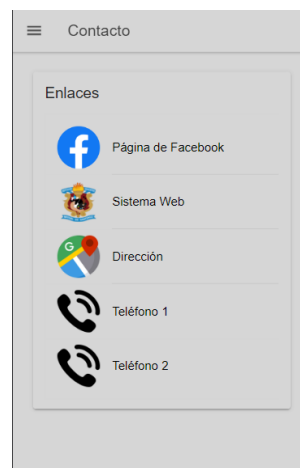 Contacto
Enlaces
Página de Facebook
Sistema Web
G
Dirección
Teléfono 1
Teléfono 2